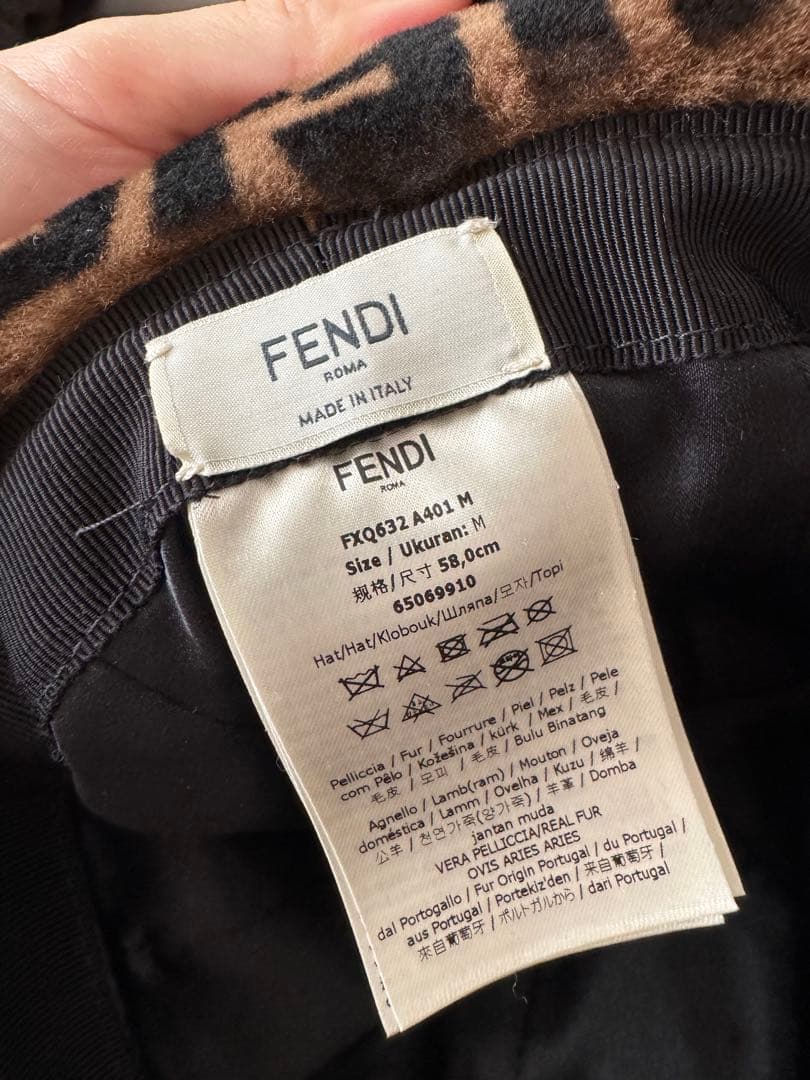 FENDI
ROMA
MADE IN ITALY
FENDI
ROMA
FXQ632 A401 M
Size / Ukuran: M
规格/尺寸 58,0cm
65069910
Hat/Hat/Klobouk/Шляпа/모자/Topi
Pelliccia / Fur / Fourrure / Piel / Pelz / Pele
com Pêlo / Kožešina / kürk / Mex / 毛皮 /
毛皮 / 모피 / 毛皮 / Bulu Binatang
Agnello / Lamb(ram) / Mouton / Oveja
doméstica / Lamm / Ovelha / Kuzu / 绵羊 /
公羊 / 천연가죽(양가죽) / 羊革 / Domba
jantan muda
VERA PELLICCIA/REAL FUR
OVIS ARIES ARIES
dal Portogallo / Fur Origin Portugal / du Portugal /
aus Portugal / Portekiz'den / 来自葡萄牙 /
來自葡萄牙 / ポルトガルから / dari Portugal